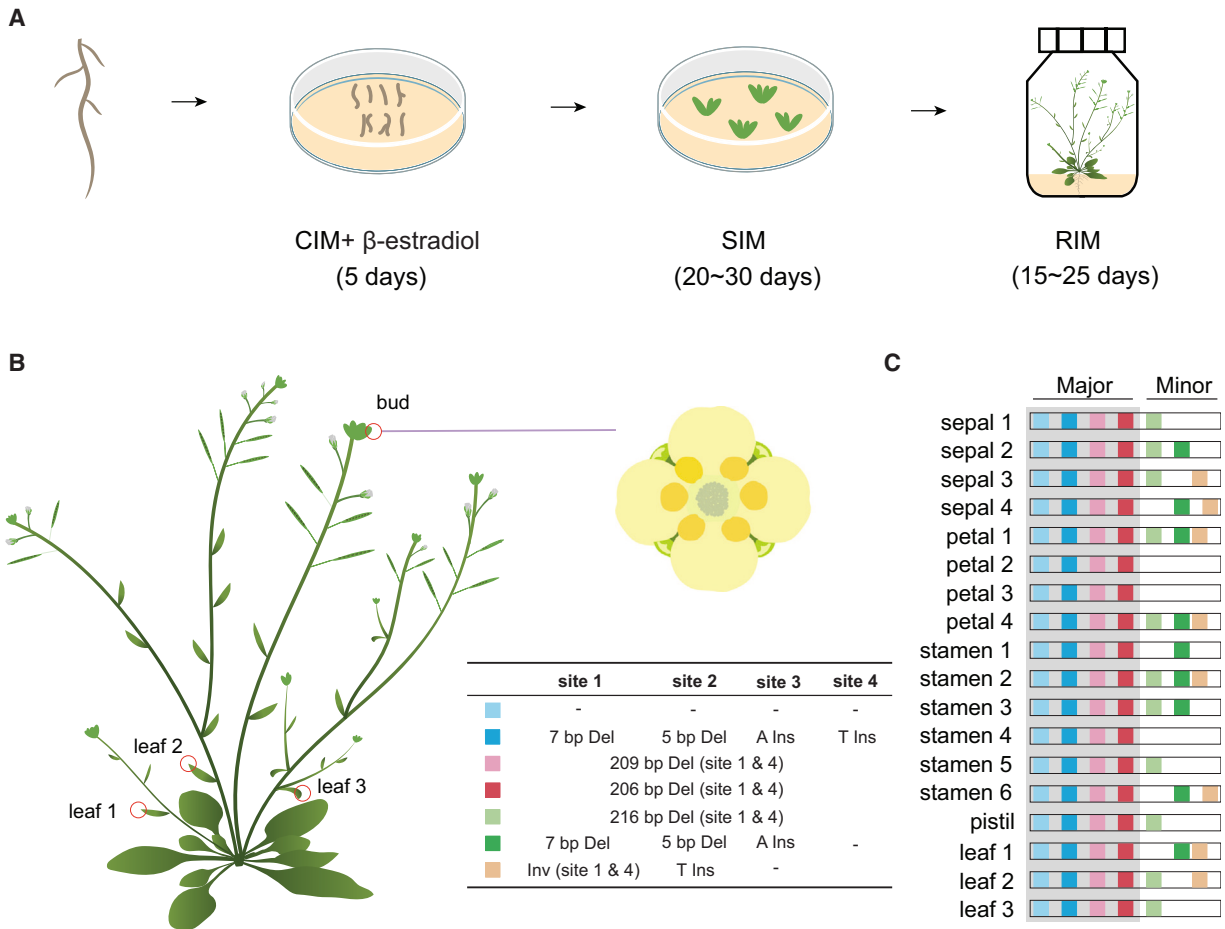 A
CIM+ β-estradiol
(5 days)
SIM
(20~30 days)
RIM
(15~25 days)
B
bud
leaf 2
leaf 1
leaf 3
site 1 site 2 site 3 site 4
- - - -
7 bp Del 5 bp Del A Ins T Ins
209 bp Del (site 1 & 4)
206 bp Del (site 1 & 4)
216 bp Del (site 1 & 4)
7 bp Del 5 bp Del A Ins -
Inv (site 1 & 4) T Ins -
C
Major Minor
sepal 1
sepal 2
sepal 3
sepal 4
petal 1
petal 2
petal 3
petal 4
stamen 1
stamen 2
stamen 3
stamen 4
stamen 5
stamen 6
pistil
leaf 1
leaf 2
leaf 3